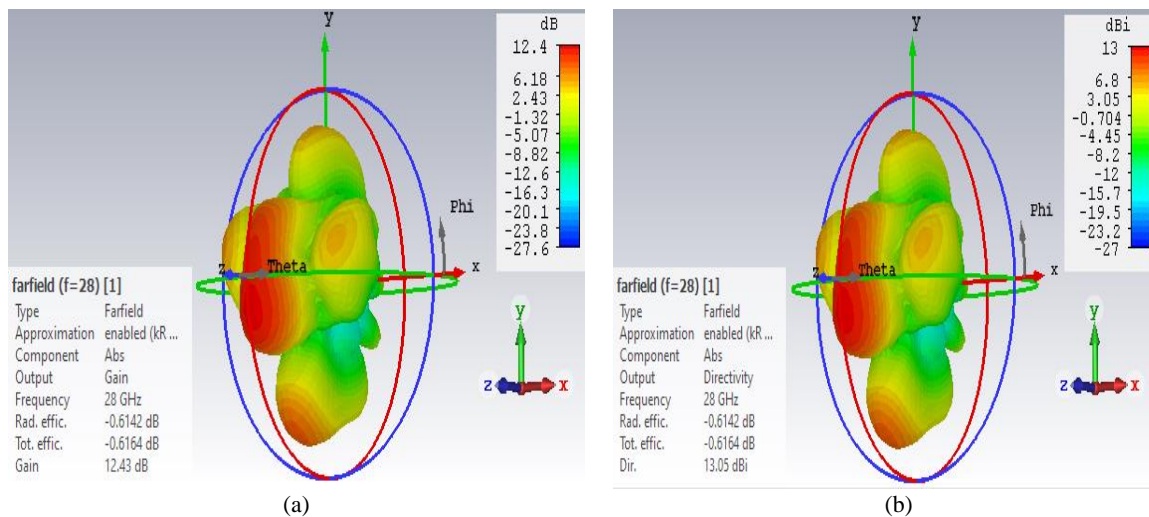 y
dB
12.4
6.18
2.43
-1.32
-5.07
-8.82
-12.6
-16.3
-20.1
-23.8
-27.6
Phi
z
Theta
x
farfield (f=28) [1]
Type Farfield
Approximation enabled (kR ...
Component Abs
Output Gain
Frequency 28 GHz
Rad. effic. -0.6142 dB
Tot. effic. -0.6164 dB
Gain 12.43 dB
y
z
x
(a)
y
dBi
13
6.8
3.05
-0.704
-4.45
-8.2
-12
-15.7
-19.5
-23.2
-27
Phi
z
Theta
x
farfield (f=28) [1]
Type Farfield
Approximation enabled (kR ...
Component Abs
Output Directivity
Frequency 28 GHz
Rad. effic. -0.6142 dB
Tot. effic. -0.6164 dB
Dir. 13.05 dBi
y
z
x
(b)